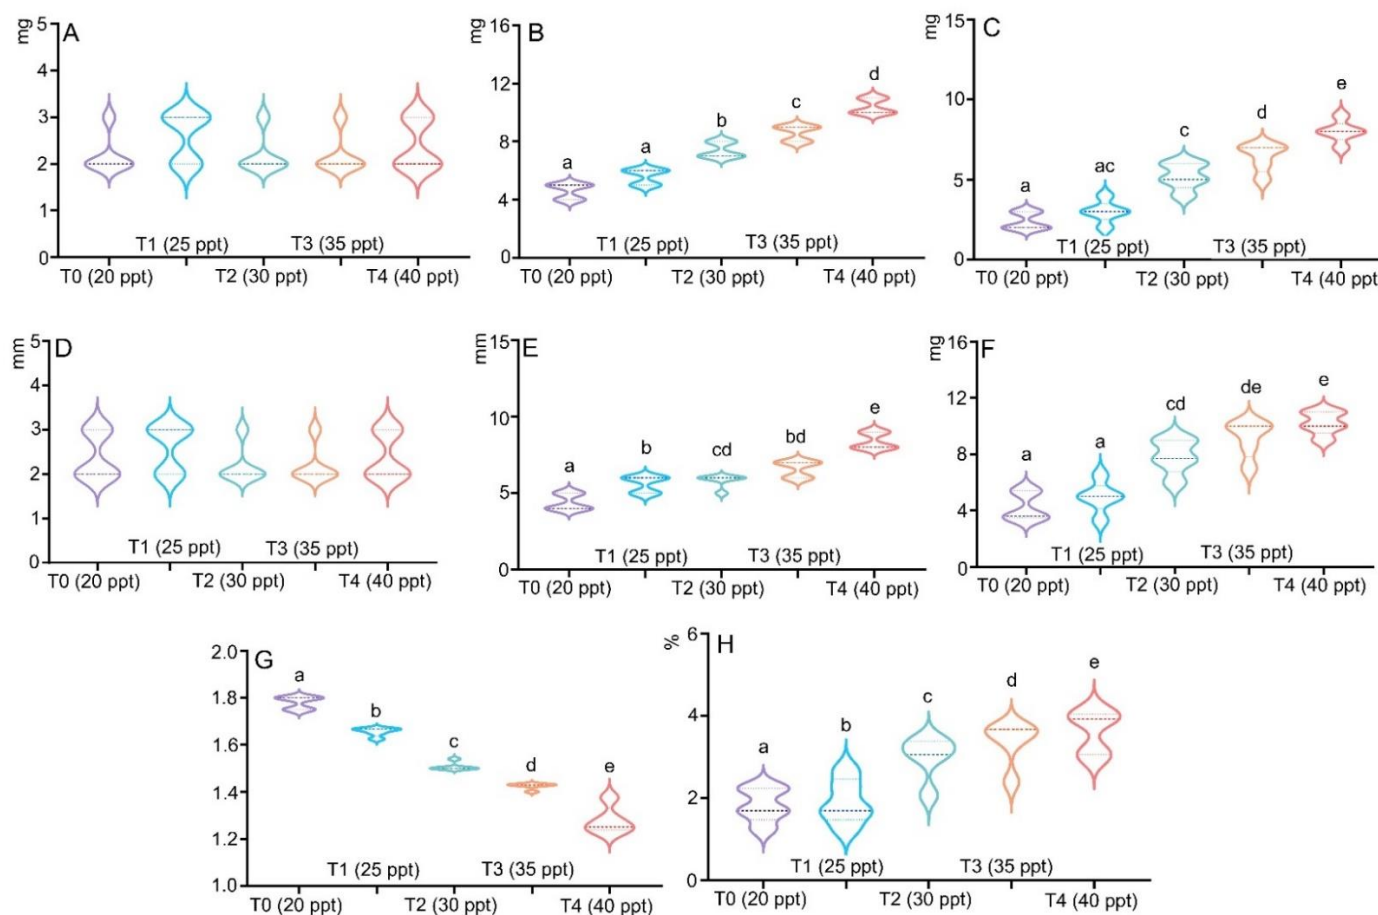 A
mg
5
4
3
2
1
0
T1 (25 ppt) T3 (35 ppt)
T0 (20 ppt) T2 (30 ppt) T4 (40 ppt)
B
mg
16
12
8
4
0
a a b c d
T1 (25 ppt) T3 (35 ppt)
T0 (20 ppt) T2 (30 ppt) T4 (40 ppt)
C
mg
15
10
5
0
a ac c d e
T1 (25 ppt) T3 (35 ppt)
T0 (20 ppt) T2 (30 ppt) T4 (40 ppt)
D
mm
5
4
3
2
1
0
T1 (25 ppt) T3 (35 ppt)
T0 (20 ppt) T2 (30 ppt) T4 (40 ppt)
E
mm
15
10
5
0
a b cd bd e
T1 (25 ppt) T3 (35 ppt)
T0 (20 ppt) T2 (30 ppt) T4 (40 ppt)
F
mg
16
12
8
4
0
a a cd de e
T1 (25 ppt) T3 (35 ppt)
T0 (20 ppt) T2 (30 ppt) T4 (40 ppt)
G
2.0
1.8
1.6
1.4
1.2
1.0
a b c d e
T1 (25 ppt) T3 (35 ppt)
T0 (20 ppt) T2 (30 ppt) T4 (40 ppt)
H
%
6
4
2
0
a b c d e
T1 (25 ppt) T3 (35 ppt)
T0 (20 ppt) T2 (30 ppt) T4 (40 ppt)